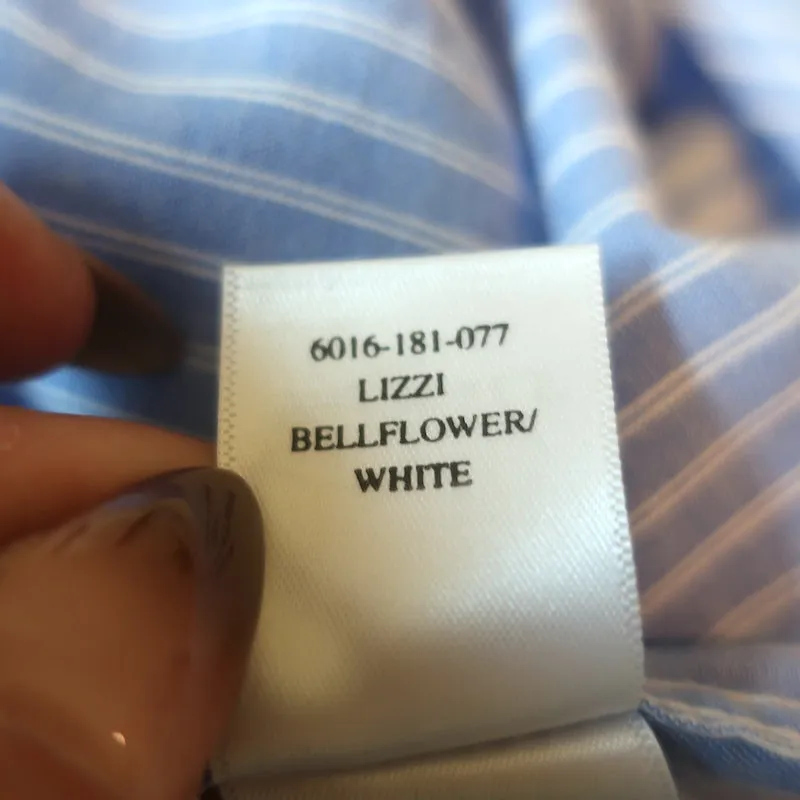 6016-181-077
LIZZI
BELLFLOWER/
WHITE